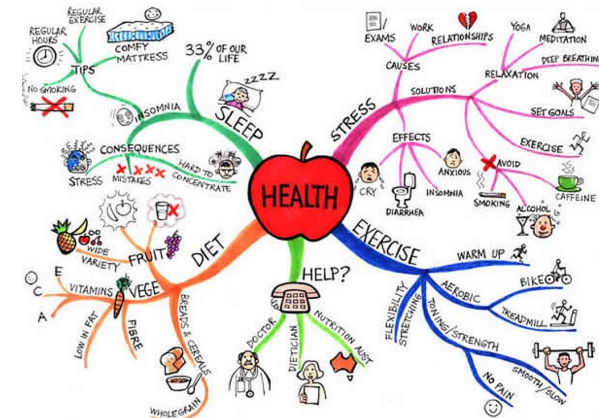 HEALTH
SLEEP
33% OF OUR
LIFE
ZZZZ
INSOMNIA
TIPS
REGULAR
EXERCISE
REGULAR
HOURS
COMFY
MATTRESS
NO SMOKING
CONSEQUENCES
STRESS
MISTAKES
HARD TO
CONCENTRATE
STRESS
CAUSES
EXAMS
WORK
RELATIONSHIPS
SOLUTIONS
RELAXATION
YOGA
MEDITATION
DEEP BREATHIN
SET GOALS
EXERCISE
AVOID
SMOKING
ALCOHOL
CAFFEINE
EFFECTS
CRY
DIARRHEA
INSOMNIA
ANXIOUS
EXERCISE
WARM UP
AEROBIC
BIKE
TREADMILL
TONING/STRENGTH
SMOOTH/SLOW
NO PAIN
FLEXIBILITY
STRETCHING
HELP?
DOCTOR
DIETICIAN
NUTRITION AUST
DIET
FRUIT
WIDE
VARIETY
VEGE
VITAMINS
E
C
A
LOW IN FAT
FIBRE
BREADS & CEREALS
WHOLEGRAIN